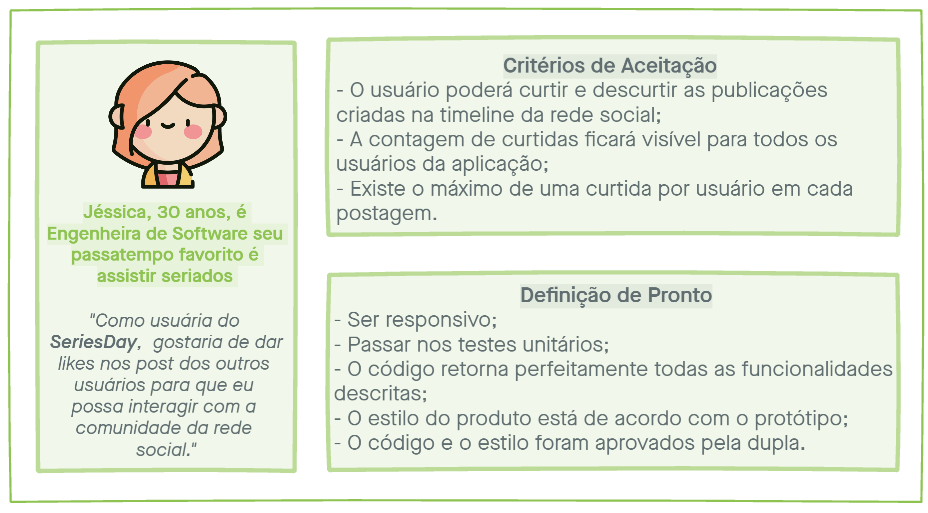 Jéssica, 30 anos, é
Engenheira de Software seu
passatempo favorito é
assistir seriados
"Como usuária do
SeriesDay, gostaria de dar
likes nos post dos outros
usuários para que eu
possa interagir com a
comunidade da rede
social."
Critérios de Aceitação
- O usuário poderá curtir e descurtir as publicações
criadas na timeline da rede social;
- A contagem de curtidas ficará visível para todos os
usuários da aplicação;
- Existe o máximo de uma curtida por usuário em cada
postagem.
Definição de Pronto
- Ser responsivo;
- Passar nos testes unitários;
- O código retorna perfeitamente todas as funcionalidades
descritas;
- O estilo do produto está de acordo com o protótipo;
- O código e o estilo foram aprovados pela dupla.